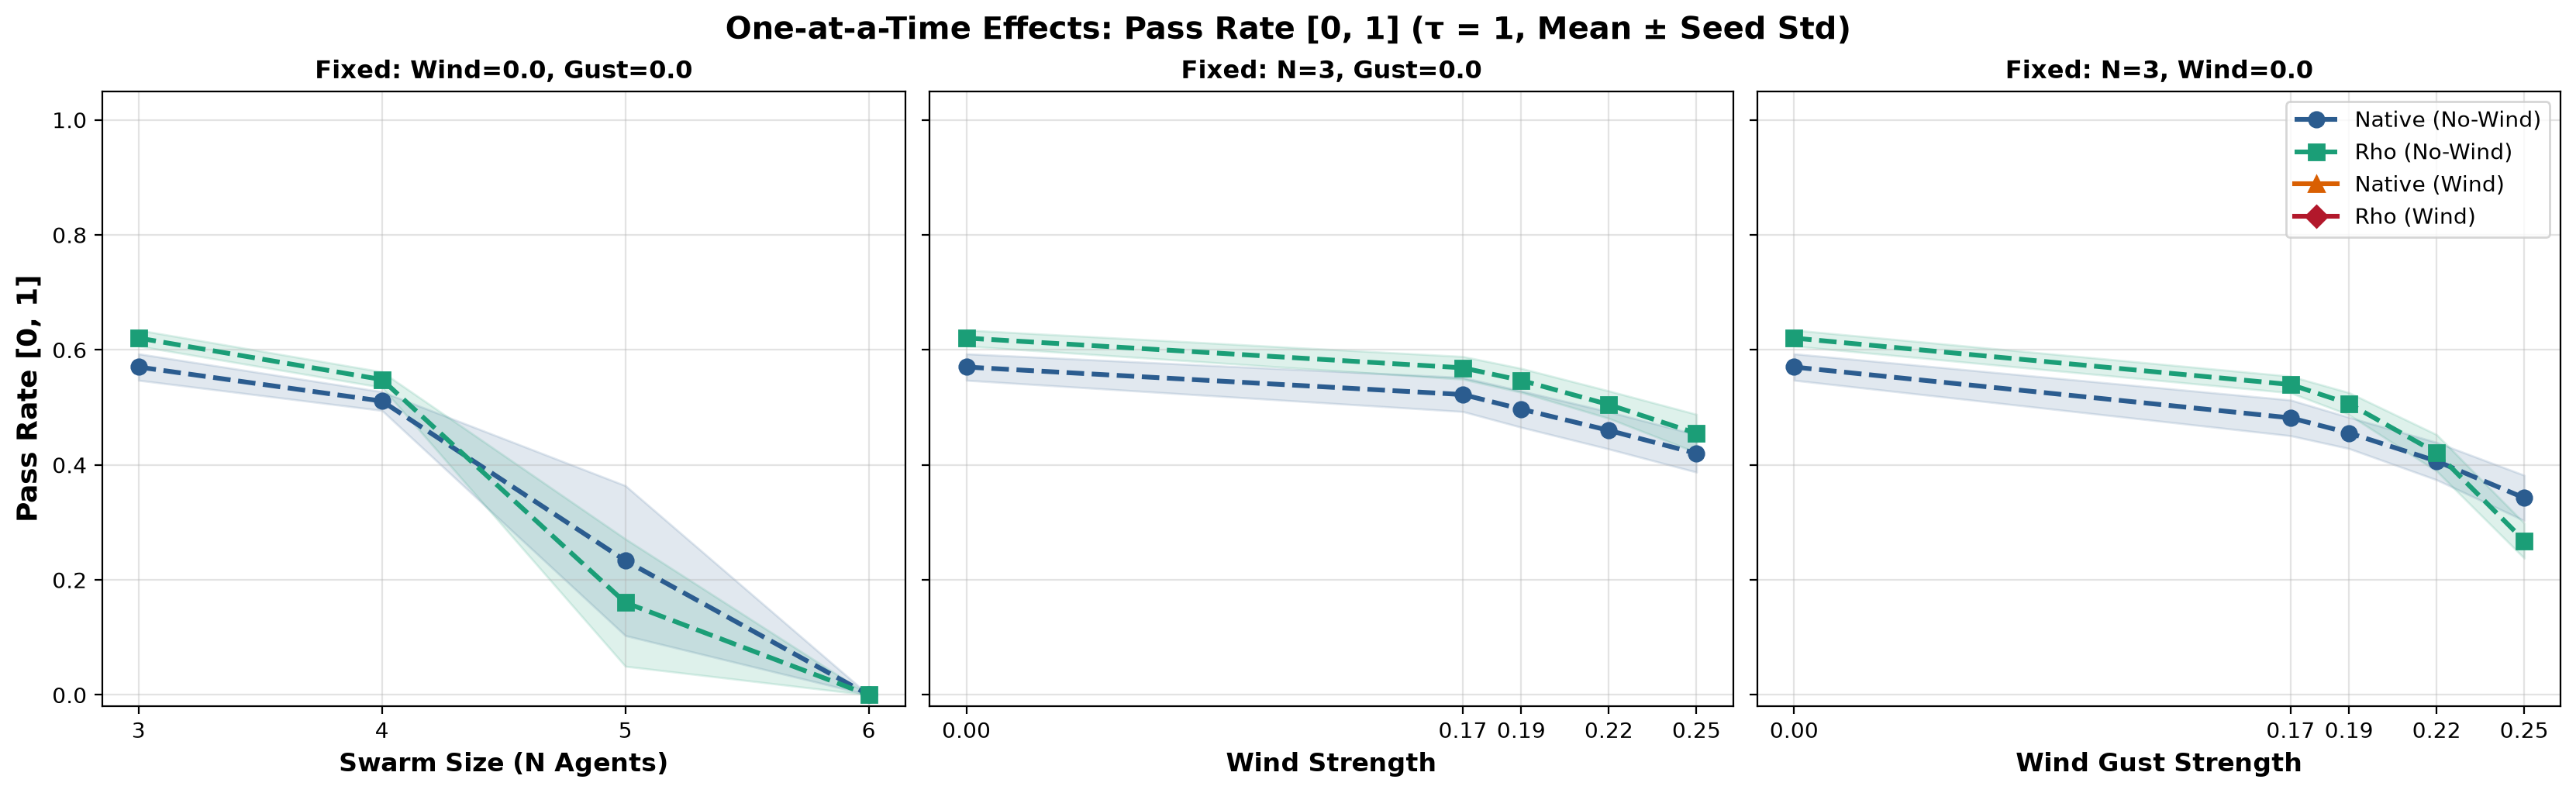 One-at-a-Time Effects: Pass Rate [0, 1] (τ = 1, Mean ± Seed Std)
Fixed: Wind=0.0, Gust=0.0
Fixed: N=3, Gust=0.0
Fixed: N=3, Wind=0.0
Pass Rate [0, 1]
1.0
0.8
0.6
0.4
0.2
0.0
3 4 5 6
Swarm Size (N Agents)
0.00 0.17 0.19 0.22 0.25
Wind Strength
Native (No-Wind)
Rho (No-Wind)
Native (Wind)
Rho (Wind)
0.00 0.17 0.19 0.22 0.25
Wind Gust Strength